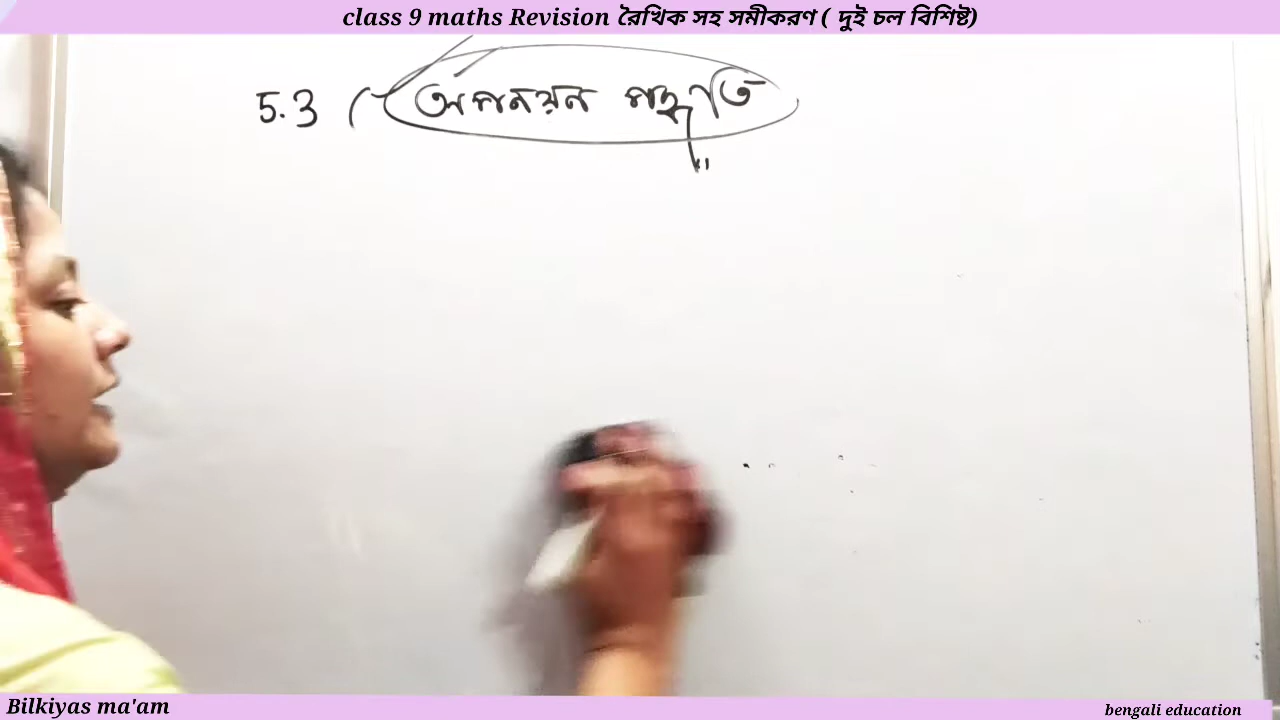 class 9 maths Revision রৈখিক সহ সমীকরণ ( দুই চল বিশিষ্ট)
5.3 ( অপনয়ন পদ্ধতি
Bilkiyas ma'am
bengali education